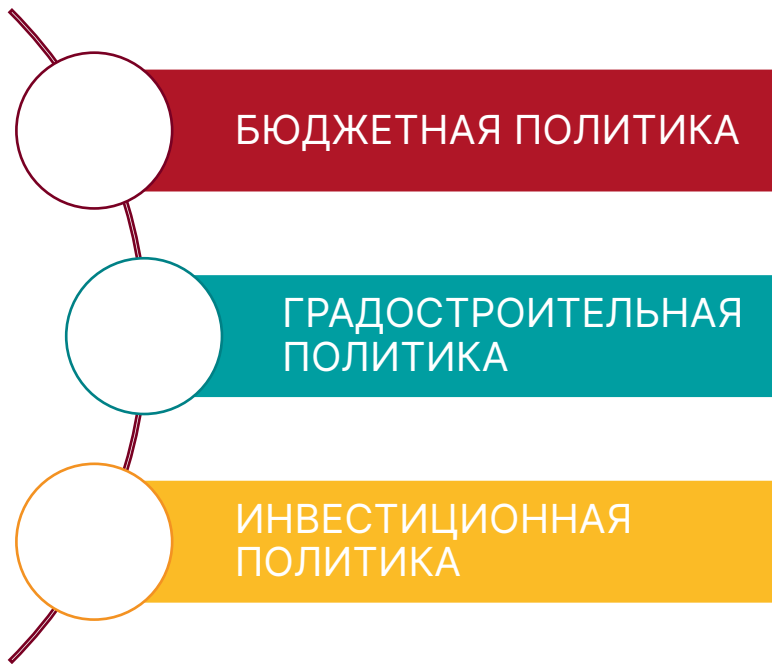 БЮДЖЕТНАЯ ПОЛИТИКА
ГРАДОСТРОИТЕЛЬНАЯ
ПОЛИТИКА
ИНВЕСТИЦИОННАЯ
ПОЛИТИКА